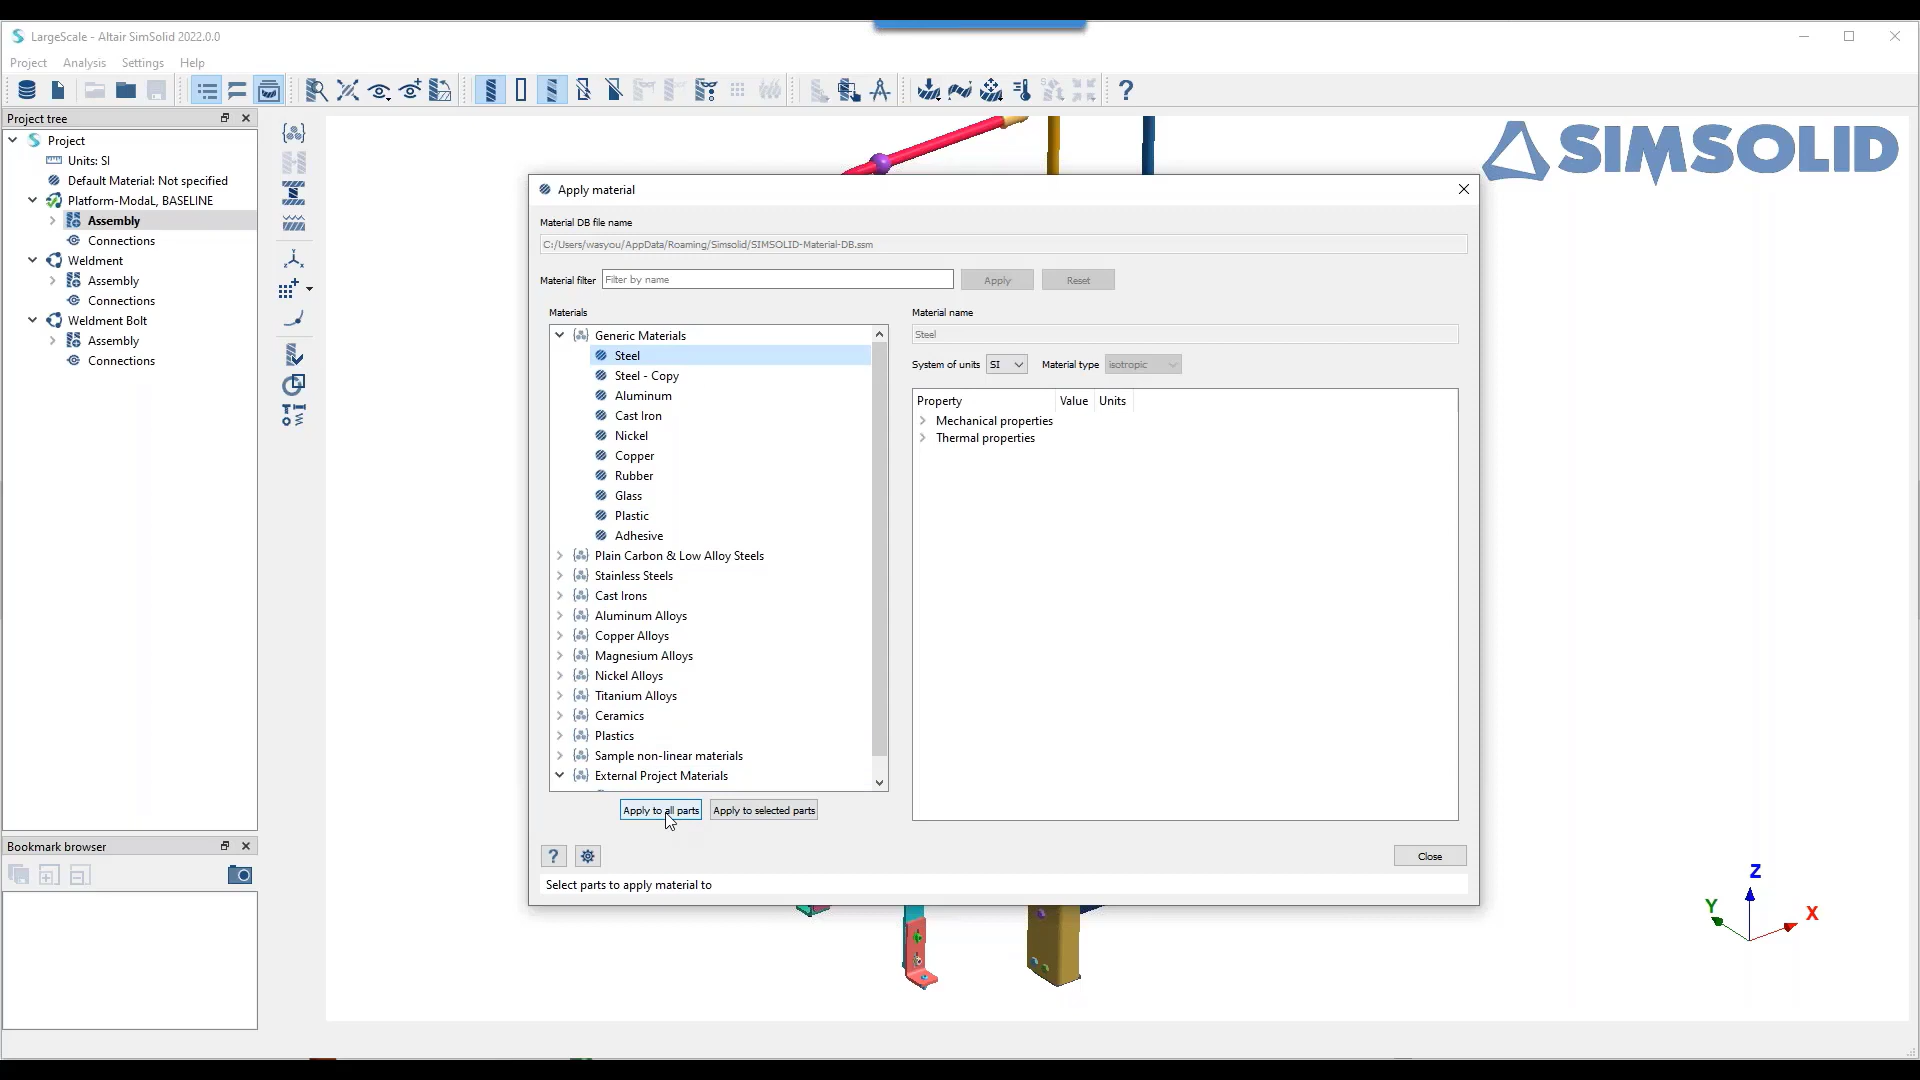 LargeScale - Altair SimSolid 2022.0.0
Project Analysis Settings Help
Project tree
Project
Units: SI
Default Material: Not specified
Platform-ModaL, BASELINE
Assembly
Connections
Weldment
Assembly
Connections
Weldment Bolt
Assembly
Connections
Bookmark browser
SIMSOLID
Apply material
Material DB file name
C:/Users/wasyou/AppData/Roaming/Simsolid/SIMSOLID-Material-DB.ssm
Material filter Filter by name Apply Reset
Materials
Generic Materials
Steel
Steel - Copy
Aluminum
Cast Iron
Nickel
Copper
Rubber
Glass
Plastic
Adhesive
Plain Carbon & Low Alloy Steels
Stainless Steels
Cast Irons
Aluminum Alloys
Copper Alloys
Magnesium Alloys
Nickel Alloys
Titanium Alloys
Ceramics
Plastics
Sample non-linear materials
External Project Materials
Apply to all parts Apply to selected parts
Material name
Steel
System of units SI Material type isotropic
Property Value Units
Mechanical properties
Thermal properties
? Close
Select parts to apply material to
Z
Y
X